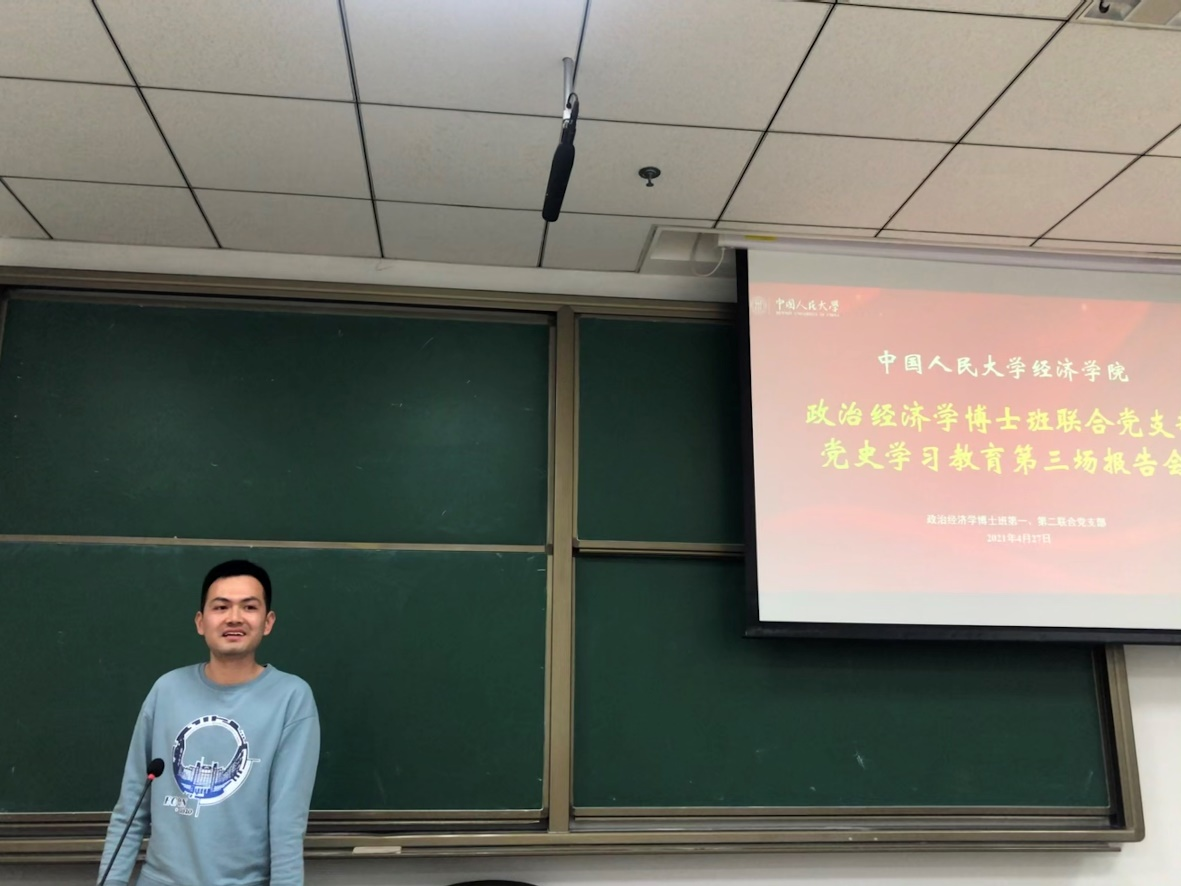 中国人民大学
中国人民大学经济学院
政治经济学博士班联合党支
党史学习教育第三场报告会
政治经济学博士班第一、第二联合党支部
2021年4月27日